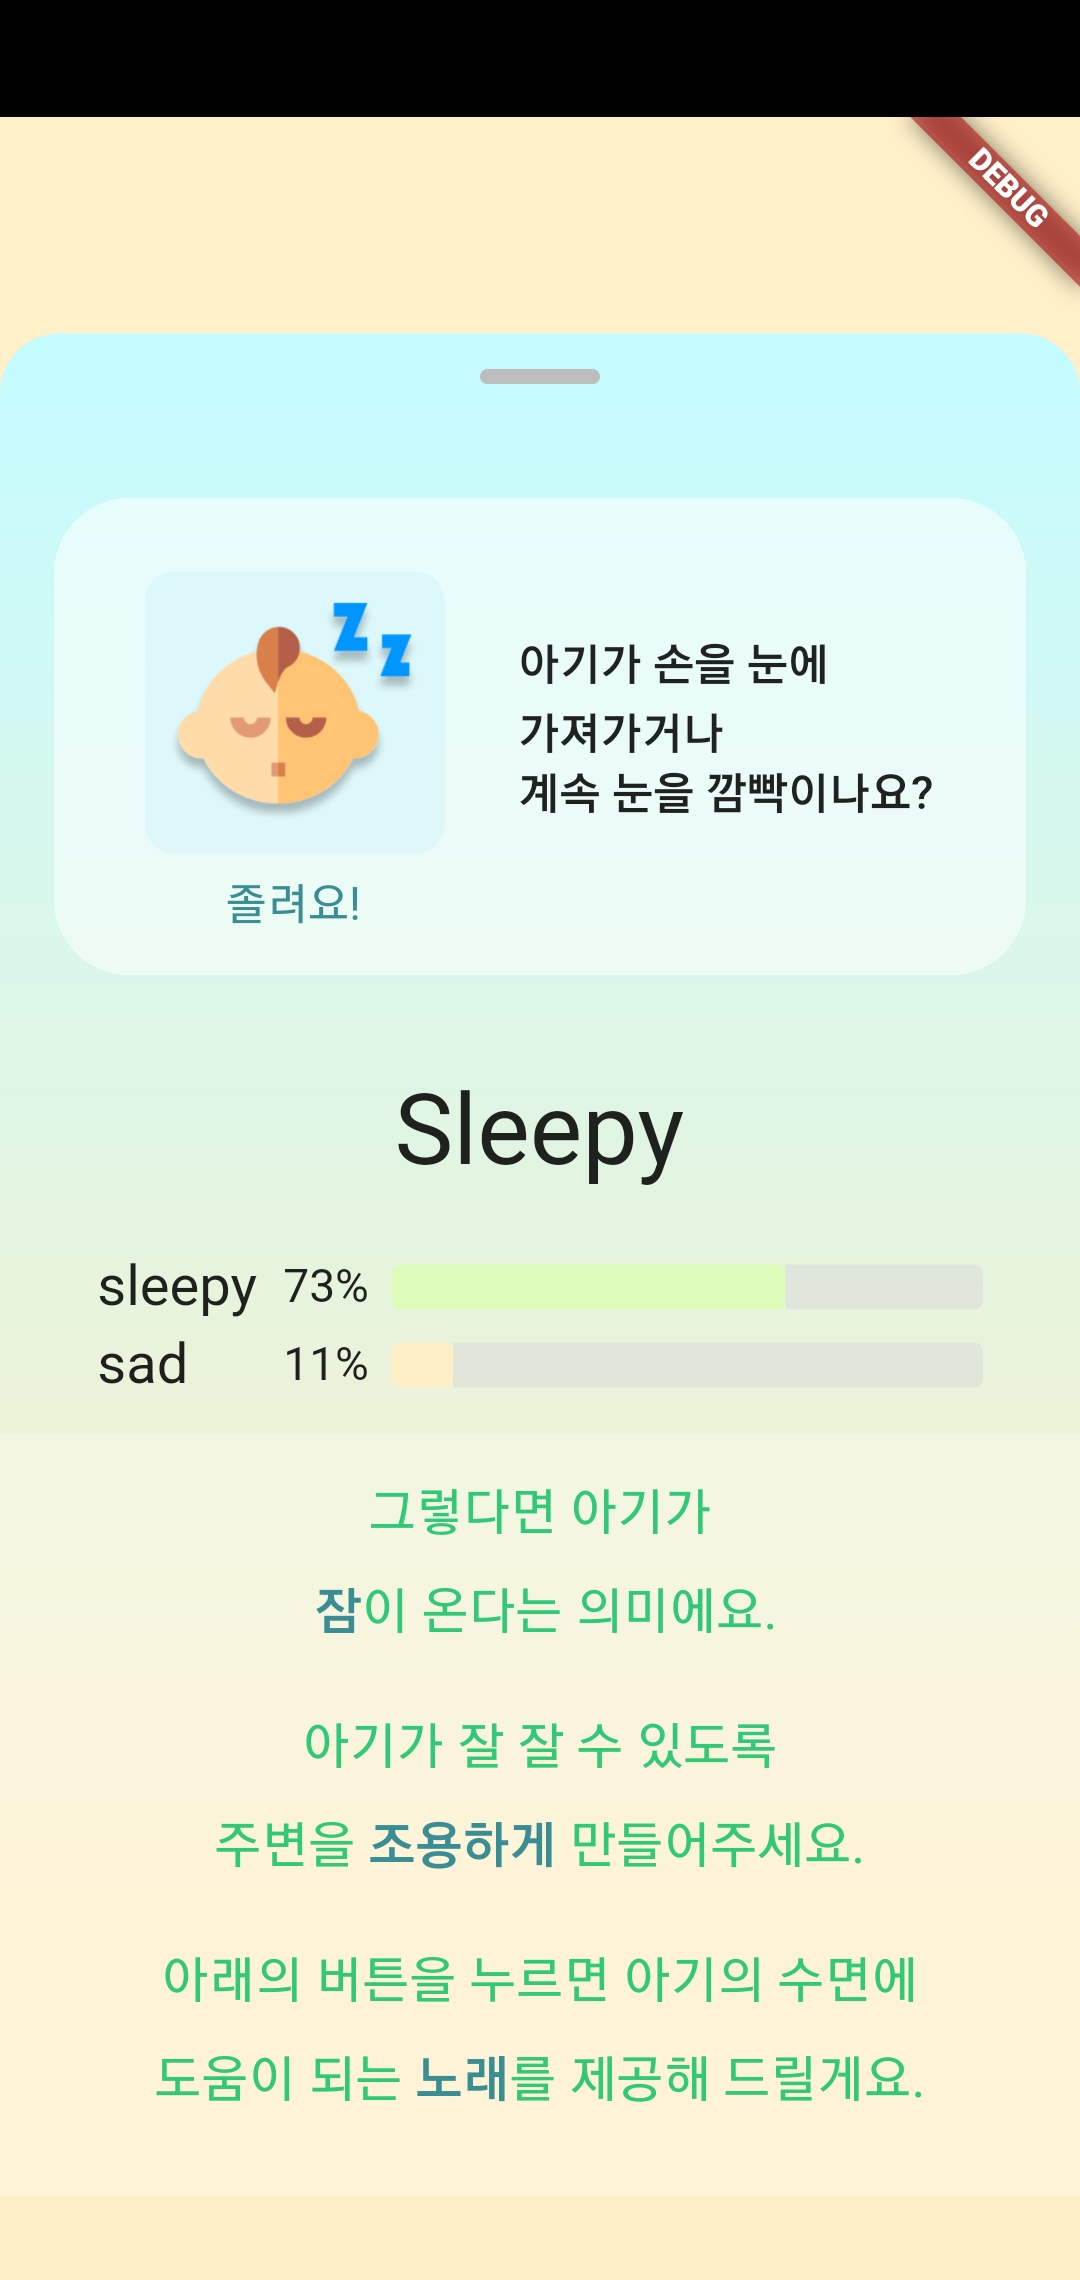 DEBUG
z z
아기가 손을 눈에
가져가거나
계속 눈을 깜빡이나요?
졸려요!
Sleepy
sleepy 73%
sad 11%
그렇다면 아기가
잠이 온다는 의미에요.
아기가 잘 잘 수 있도록
주변을 조용하게 만들어주세요.
아래의 버튼을 누르면 아기의 수면에
도움이 되는 노래를 제공해 드릴게요.